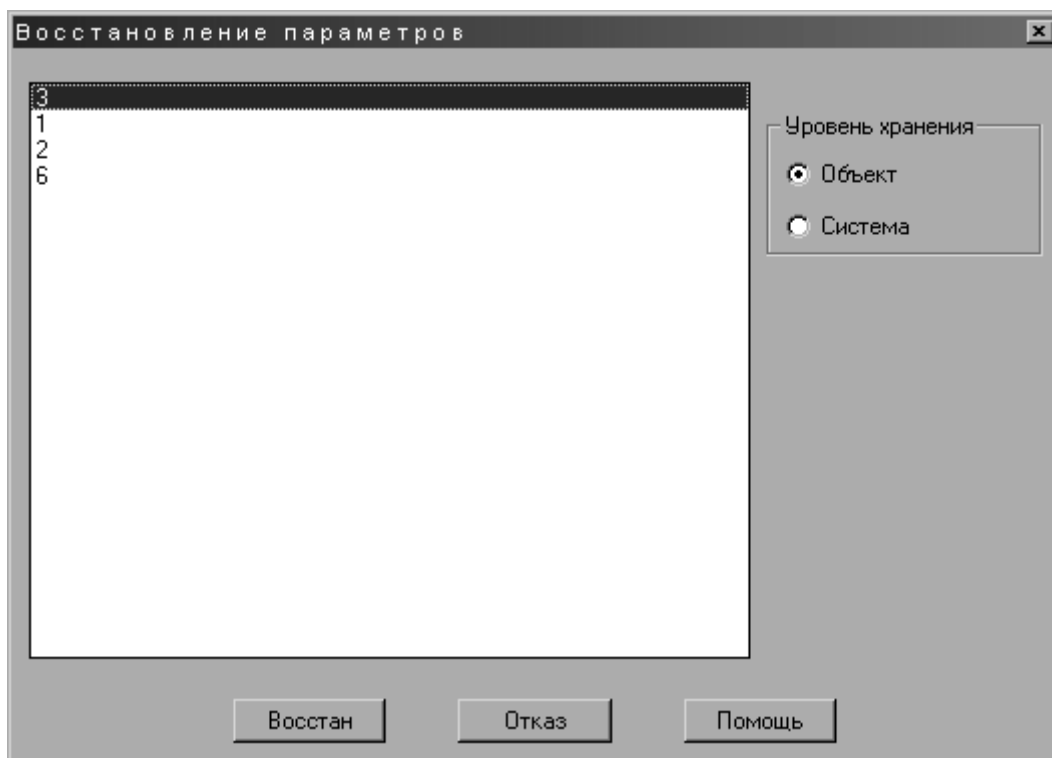 Восстановление параметров
3
1
2
6
Уровень хранения
Объект
Система
Восстан
Отказ
Помощь